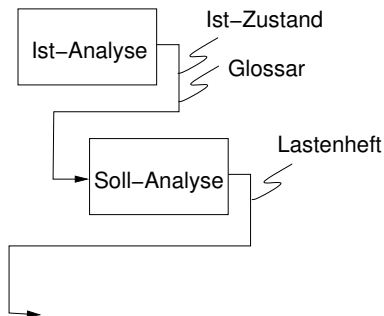 Ist-Zustand
Ist–Analyse
Glossar
Lastenheft
Soll–Analyse